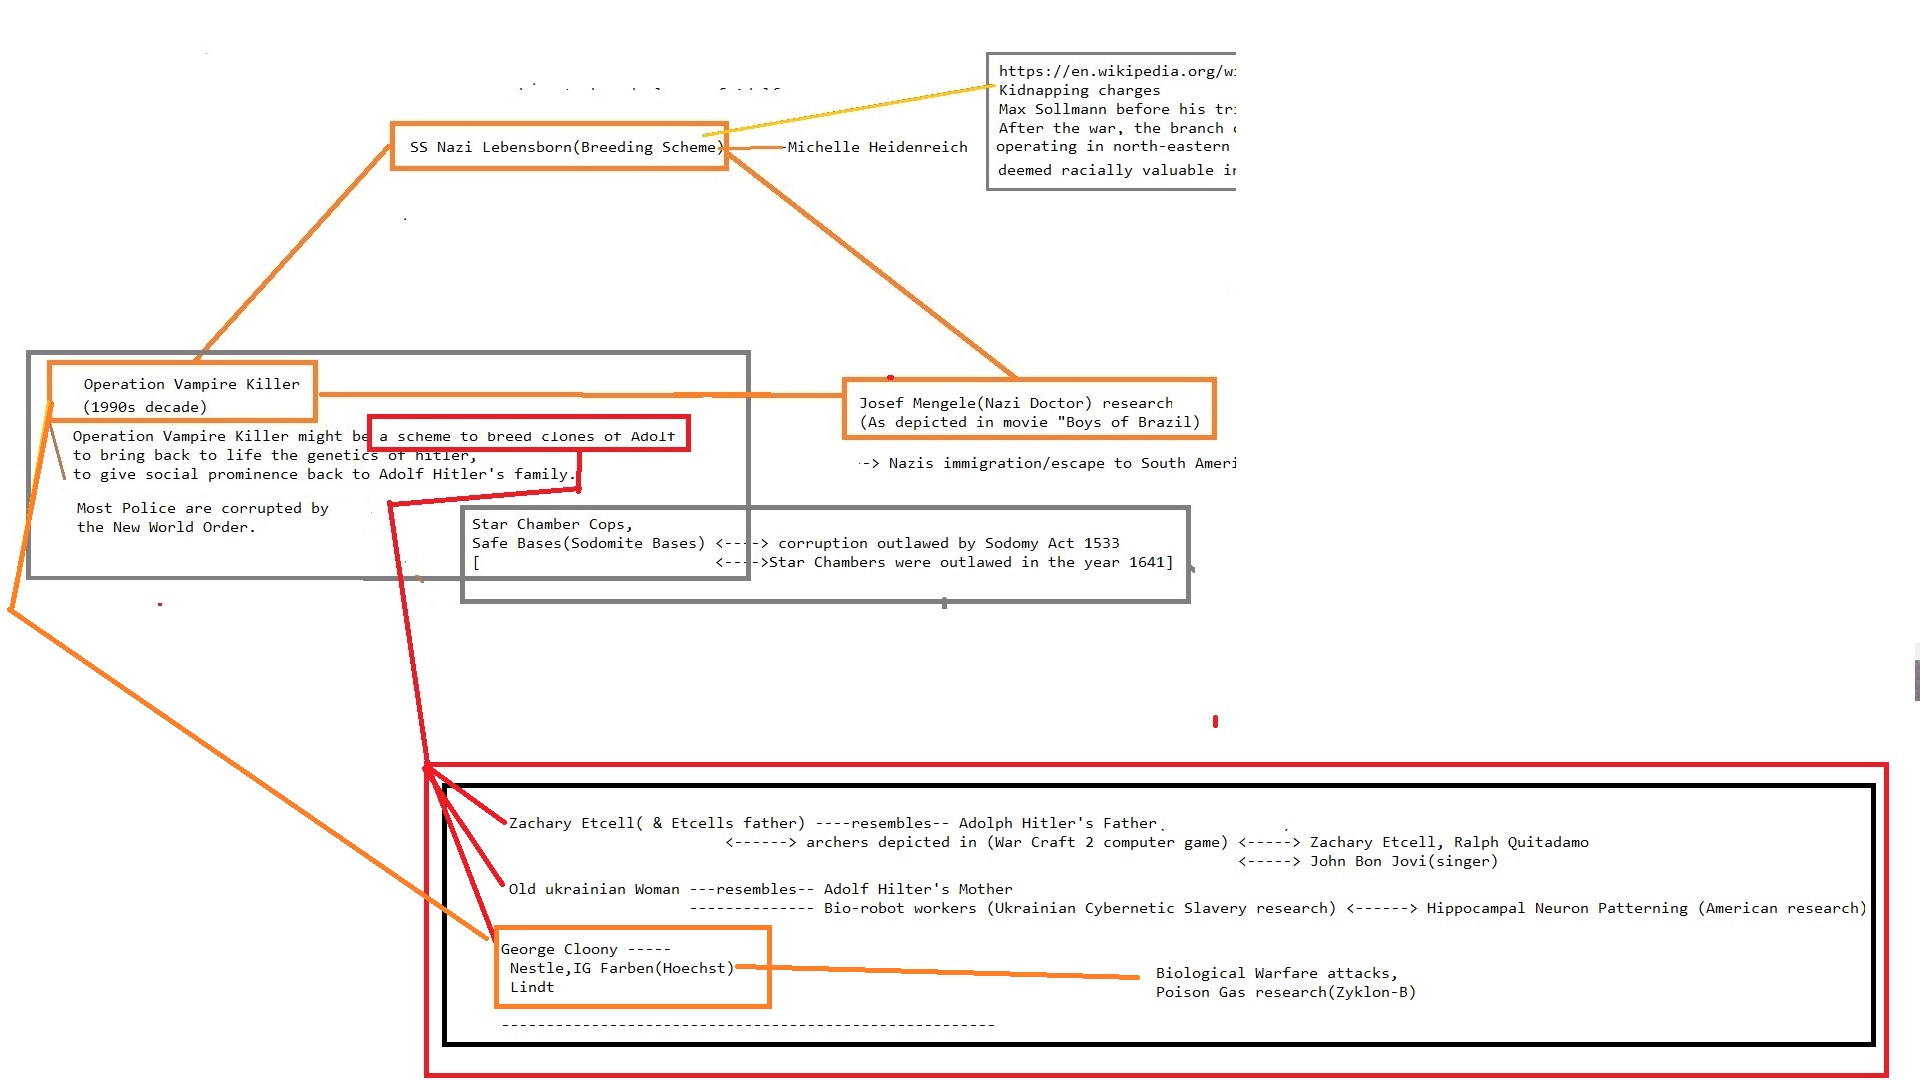 https://en.wikipedia.org/wi
Kidnapping charges
Max Sollmann before his tri
After the war, the branch
operating in north-eastern
deemed racially valuable in
SS Nazi Lebensborn(Breeding Scheme)
-Michelle Heidenreich
Operation Vampire Killer
(1990s decade)
Operation Vampire Killer might be a scheme to breed clones of Adolf
to bring back to life the genetics of hitler,
to give social prominence back to Adolf Hitler's family.
Most Police are corrupted by
the New World Order.
Josef Mengele(Nazi Doctor) research
(As depicted in movie "Boys of Brazil)
--> Nazis immigration/escape to South Ameri
Star Chamber Cops,
Safe Bases(Sodomite Bases) <----> corruption outlawed by Sodomy Act 1533
[ <---->Star Chambers were outlawed in the year 1641]
Zachary Etcell( & Etcells father) ----resembles-- Adolph Hitler's Father
<------> archers depicted in (War Craft 2 computer game) <-----> Zachary Etcell, Ralph Quitadamo
<-----> John Bon Jovi(singer)
Old ukrainian Woman ---resembles-- Adolf Hilter's Mother
-------------- Bio-robot workers (Ukrainian Cybernetic Slavery research) <------> Hippocampal Neuron Patterning (American research)
George Cloony -----
Nestle,IG Farben(Hoechst)
Lindt
Biological Warfare attacks,
Poison Gas research(Zyklon-B)
-------------------------------------------------------